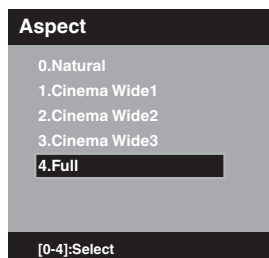 Aspect
0.Natural
1.Cinema Wide1
2.Cinema Wide2
3.Cinema Wide3
4.Full
[0-4]:Select